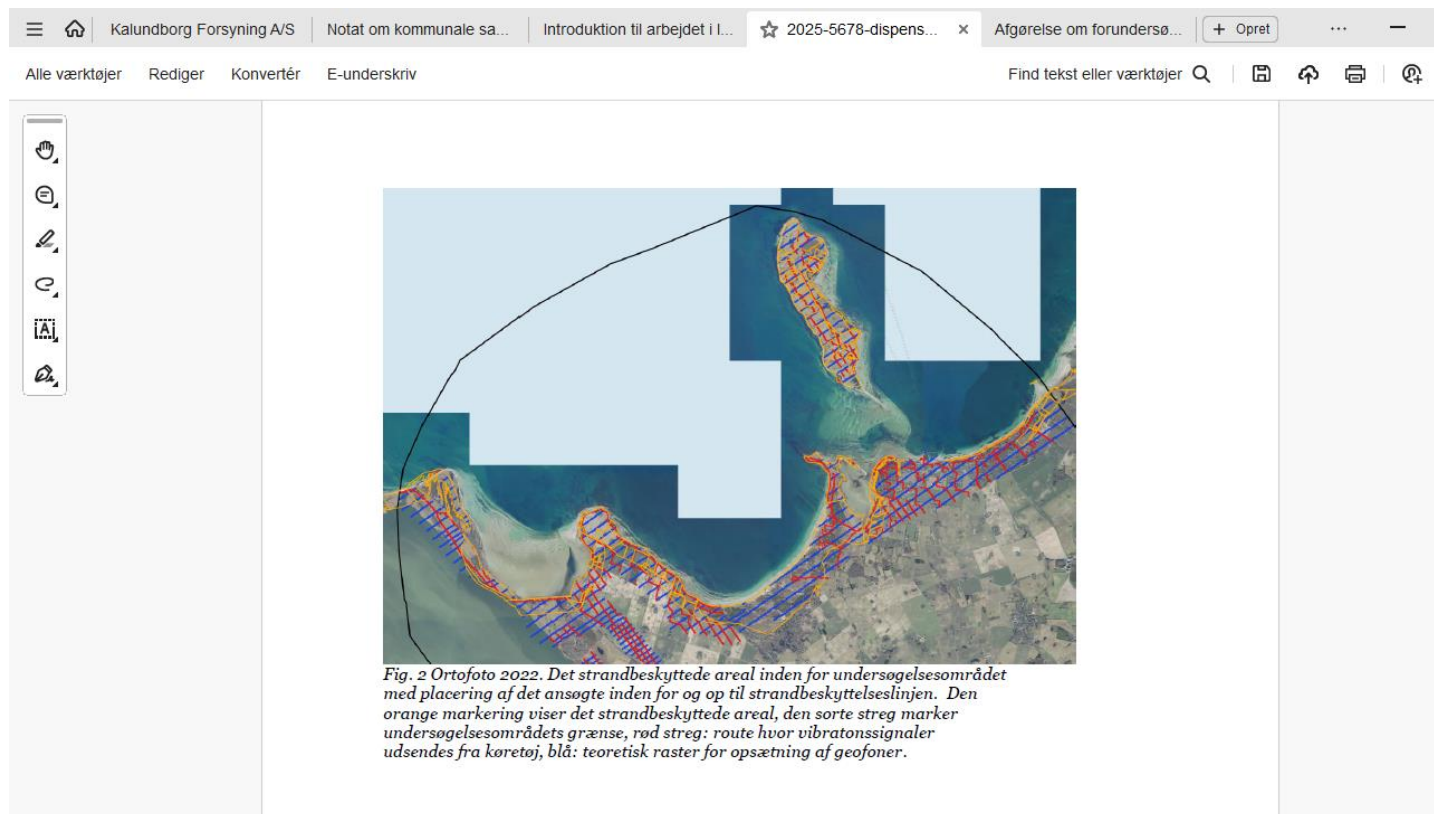 Kalundborg Forsyning A/S
Notat om kommunale sa...
Introduktion til arbejdet i l...
2025-5678-dispens...
Afgørelse om forundersø...
+ Opret
Alle værktøjer
Rediger
Konvertér
E-underskriv
Find tekst eller værktøjer
Fig. 2 Ortofoto 2022. Det strandbeskyttede areal inden for undersøgelsesområdet
med placering af det ansøgte inden for og op til strandbeskyttelseslinjen. Den
orange markering viser det strandbeskyttede areal, den sorte streg marker
undersøgelsesområdets grænse, rød streg: route hvor vibratonssignaler
udsendes fra køretøj, blå: teoretisk raster for opsætning af geofoner.